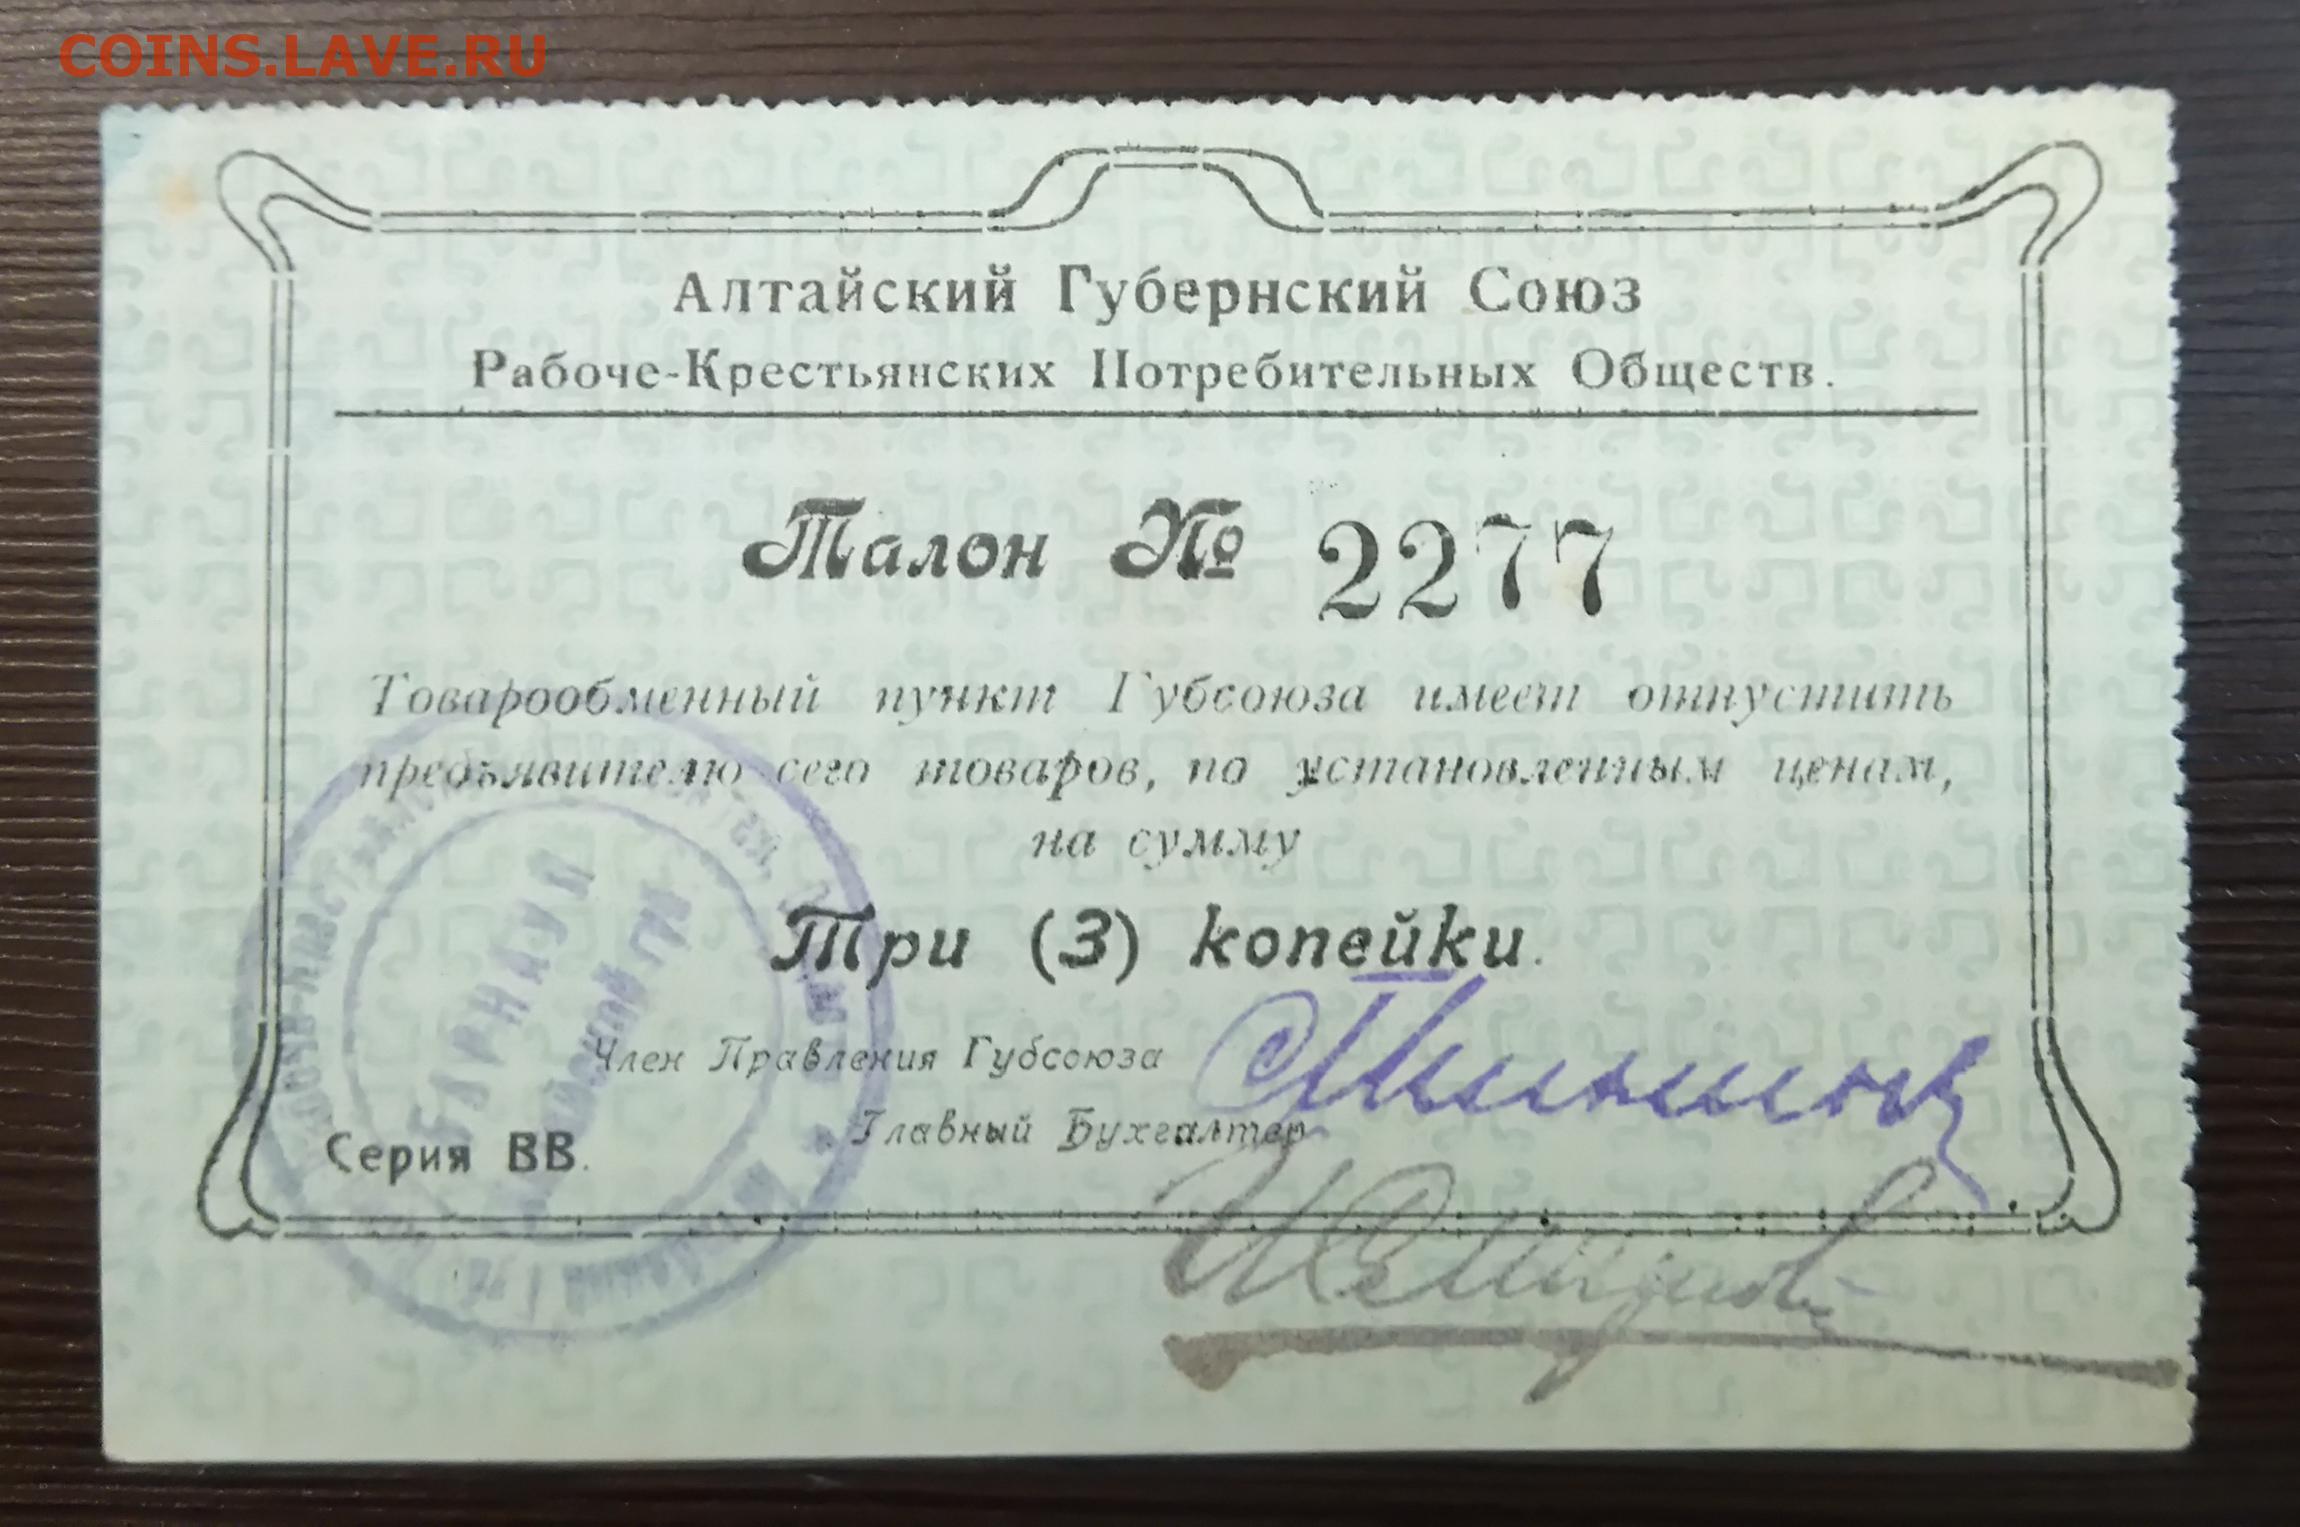 COINS.LAVE.RU
Алтайский Губернский Союз
Рабоче-Крестьянских Потребительных Обществ.
Талон № 2277
Товарообменный пункт Губсоюза имеет отпустить
предъявителю сего товаров, по установленным ценам,
на сумму
Три (3) копейки.
Член Правления Губсоюза
Главный Бухгалтер
Серия ВВ.
БАРНАУЛ